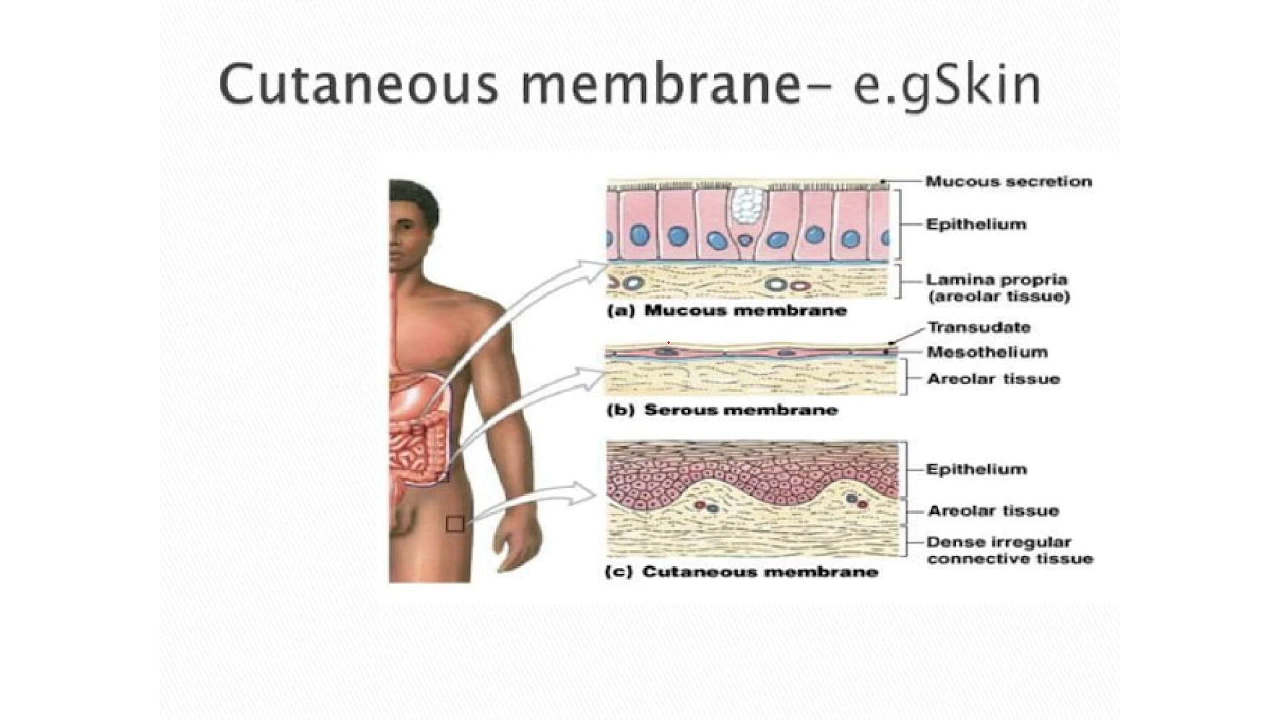 Cutaneous membrane- e.gSkin
Mucous secretion
Epithelium
Lamina propria
(areolar tissue)
(a) Mucous membrane
Transudate
Mesothelium
Areolar tissue
(b) Serous membrane
Epithelium
Areolar tissue
Dense irregular
connective tissue
(c) Cutaneous membrane